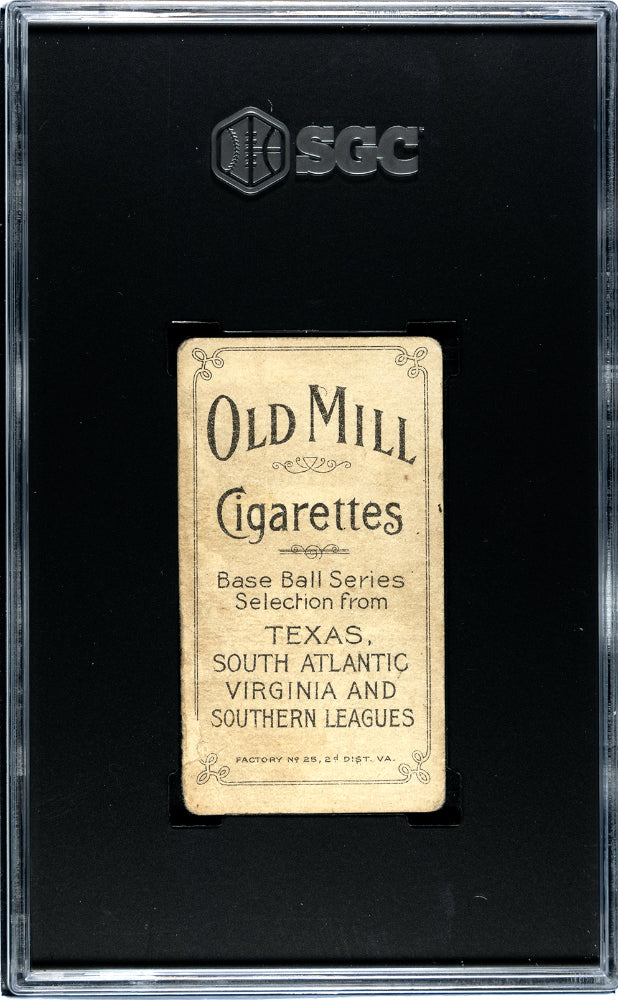 SGC
OLD MILL
Cigarettes
Base Ball Series
Selection from
TEXAS,
SOUTH ATLANTIC
VIRGINIA AND
SOUTHERN LEAGUES
FACTORY Nº 25, 2ᵈ DIST. VA.